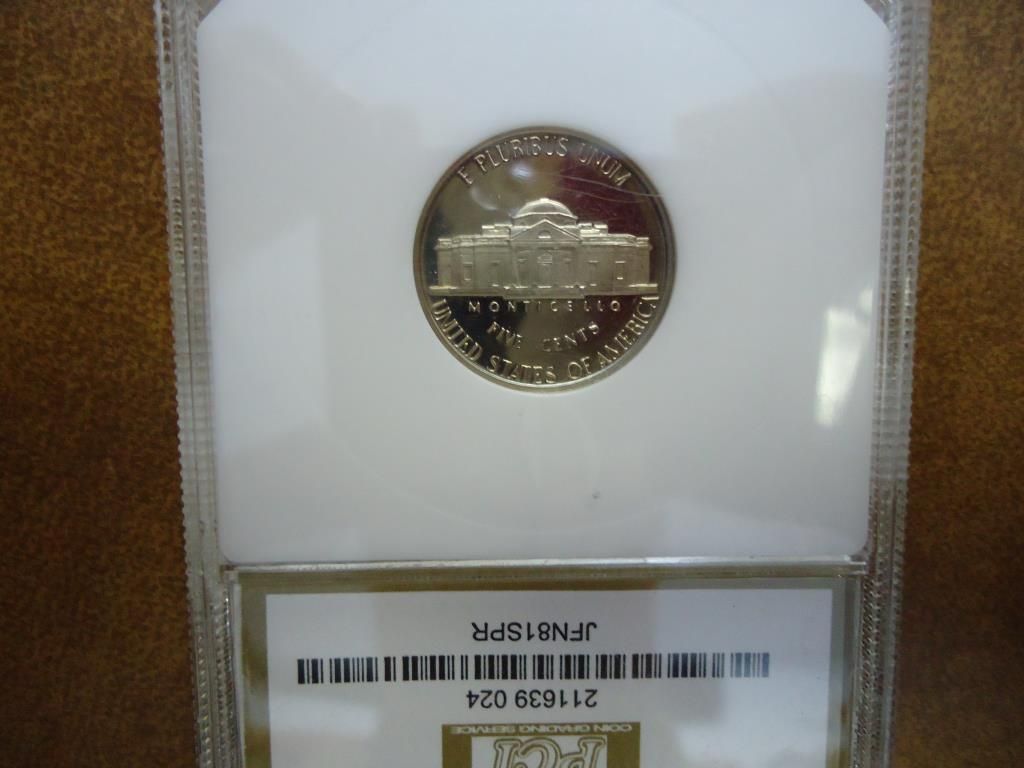 E PLURIBUS UNUM
MONTICELLO
FIVE CENTS
UNITED STATES OF AMERICA
JFN81SPR
211639 024
COIN GRADING SERVICE
PCI